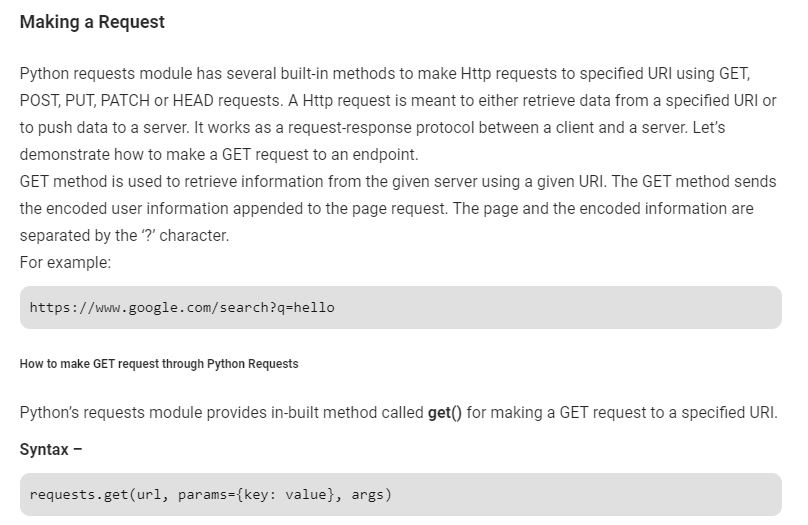 Making a Request
Python requests module has several built-in methods to make Http requests to specified URI using GET,
POST, PUT, PATCH or HEAD requests. A Http request is meant to either retrieve data from a specified URI or
to push data to a server. It works as a request-response protocol between a client and a server. Let’s
demonstrate how to make a GET request to an endpoint.
GET method is used to retrieve information from the given server using a given URI. The GET method sends
the encoded user information appended to the page request. The page and the encoded information are
separated by the ‘?’ character.
For example:
https://www.google.com/search?q=hello
How to make GET request through Python Requests
Python’s requests module provides in-built method called get() for making a GET request to a specified URI.
Syntax –
requests.get(url, params={key: value}, args)